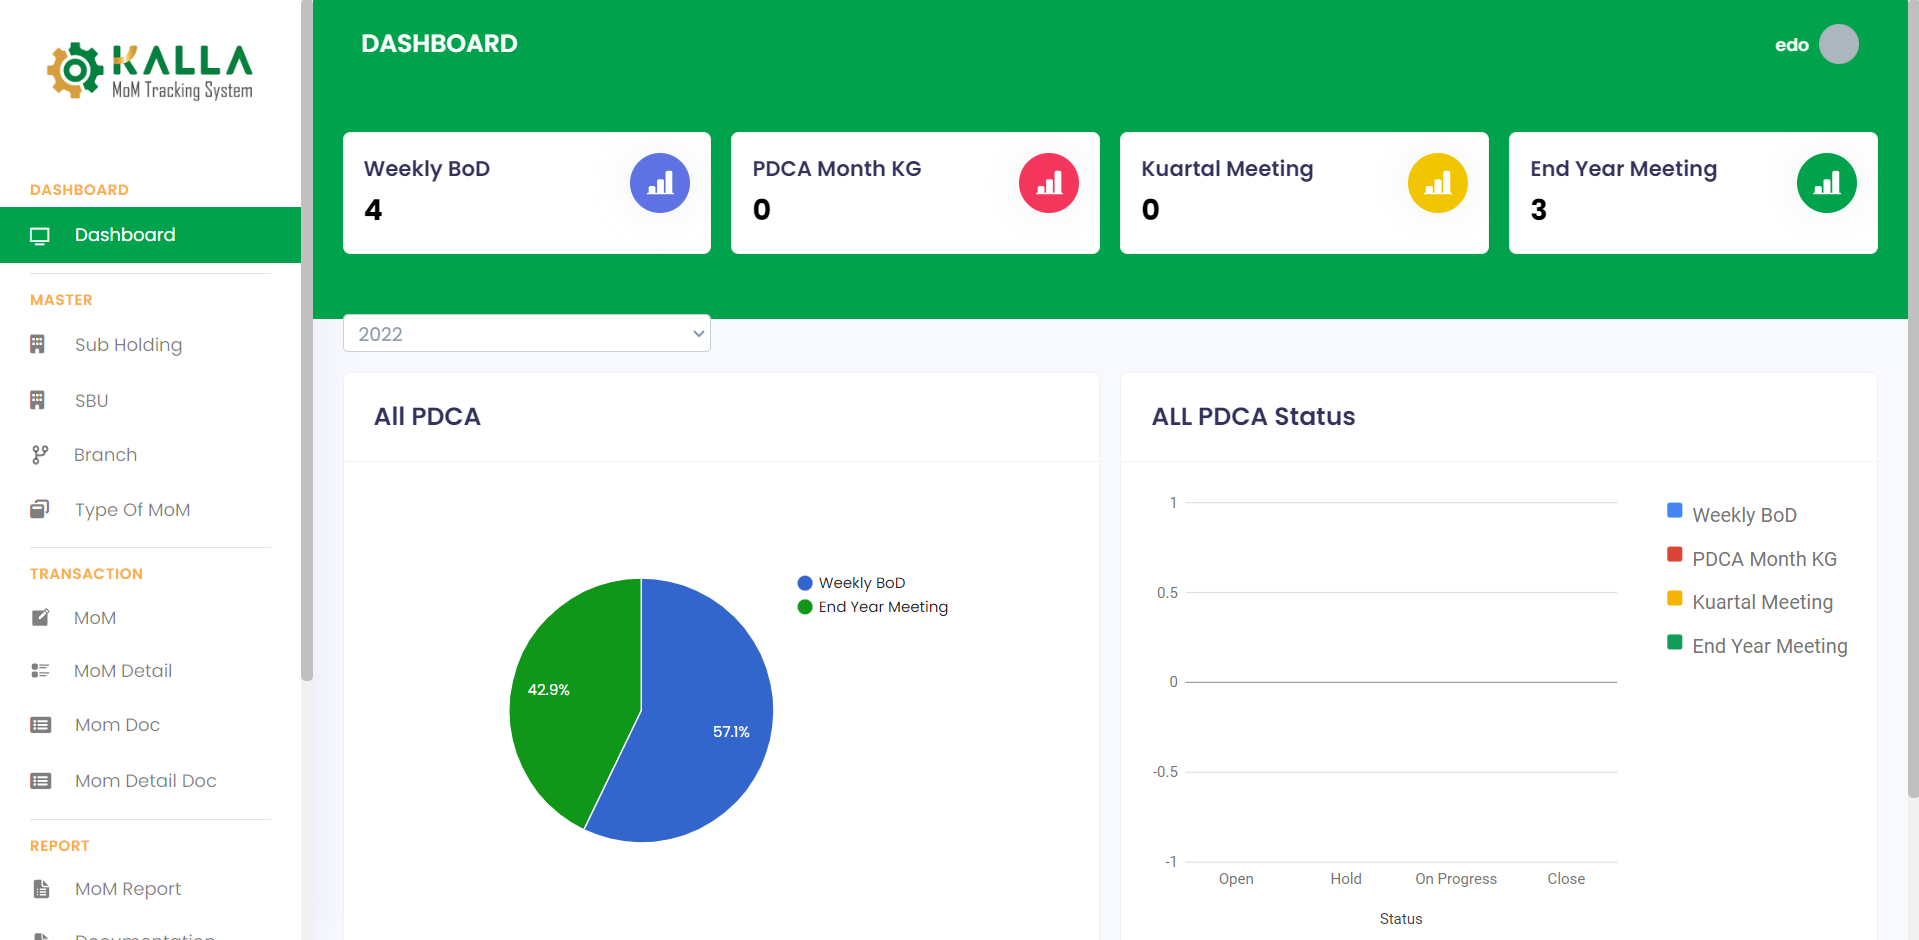 KALLA
MoM Tracking System
DASHBOARD
Dashboard
MASTER
Sub Holding
SBU
Branch
Type Of MoM
TRANSACTION
MoM
MoM Detail
Mom Doc
Mom Detail Doc
REPORT
MoM Report
Documentation
DASHBOARD
edo
Weekly BoD
4
PDCA Month KG
0
Kuartal Meeting
0
End Year Meeting
3
2022
All PDCA
Weekly BoD
End Year Meeting
42.9%
57.1%
ALL PDCA Status
1
0.5
0
-0.5
-1
Open
Hold
On Progress
Close
Status
Weekly BoD
PDCA Month KG
Kuartal Meeting
End Year Meeting